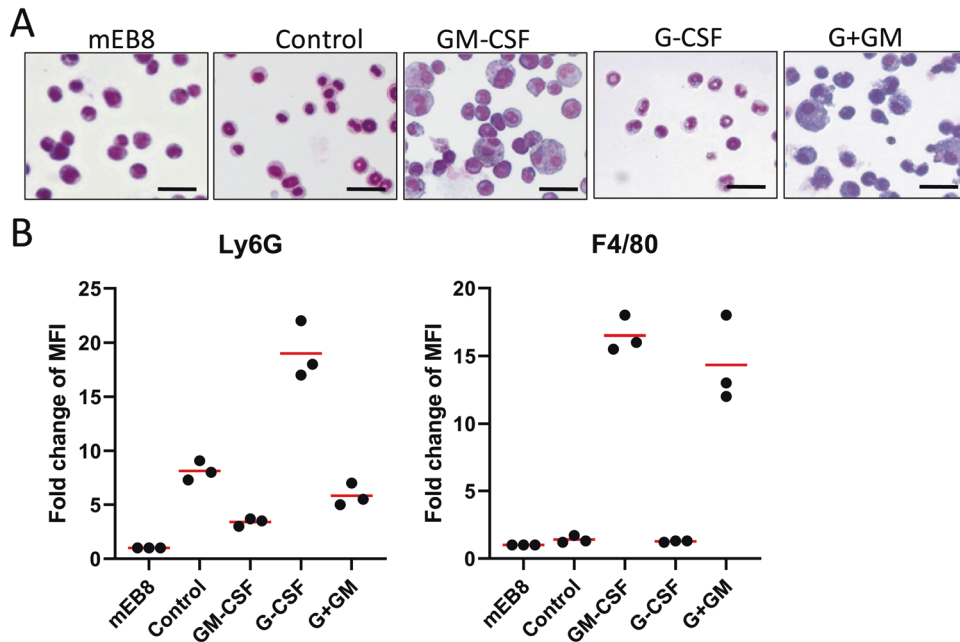 A
mEB8 Control GM-CSF G-CSF G+GM
B
Ly6G F4/80
Fold change of MFI
25
20
15
10
5
0
mEB8 Control GM-CSF G-CSF G+GM
Fold change of MFI
20
15
10
5
0
mEB8 Control GM-CSF G-CSF G+GM